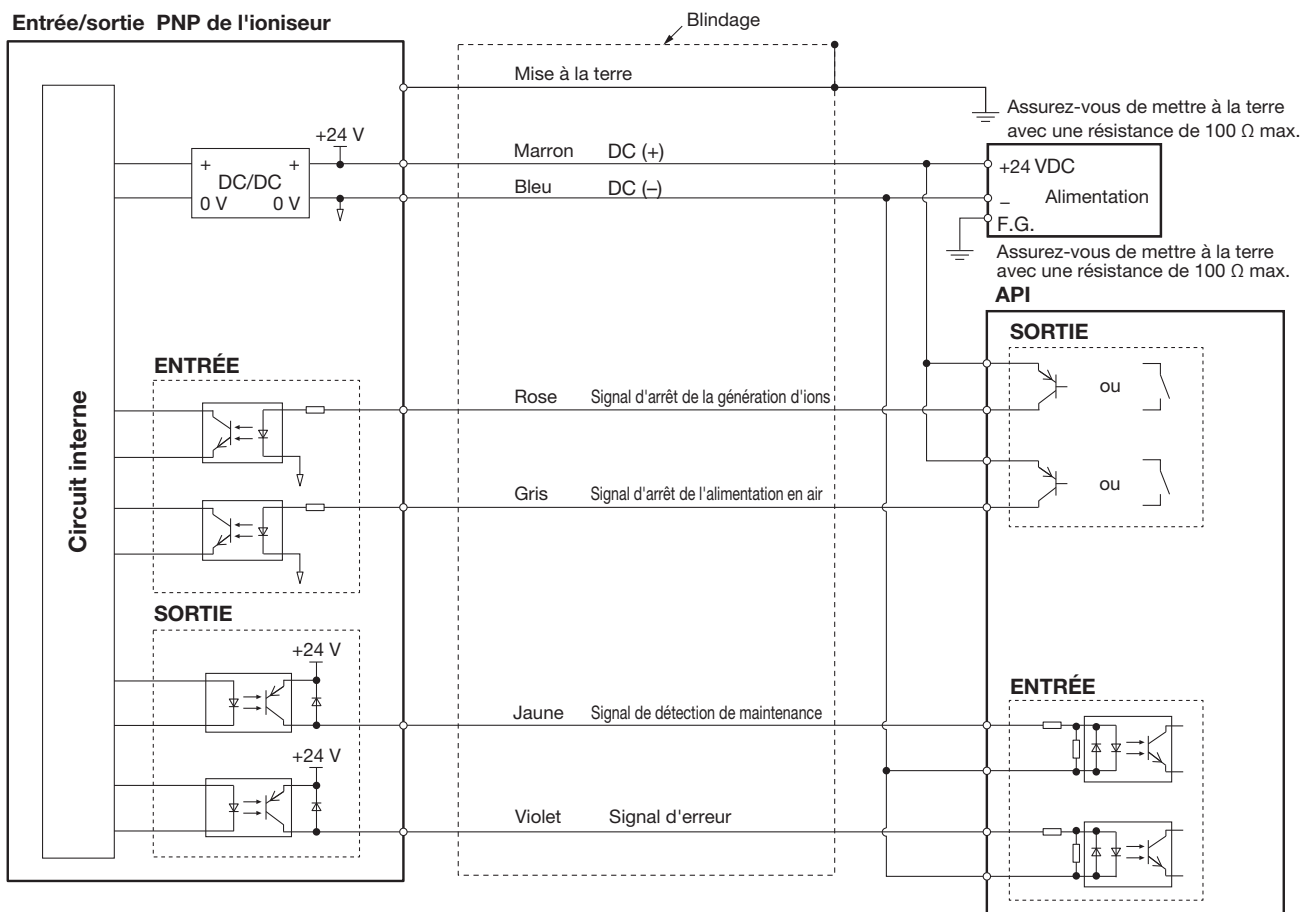 Entrée/sortie PNP de l'ioniseur
Blindage
Mise à la terre
Assurez-vous de mettre à la terre
avec une résistance de 100 Ω max.
+24 V
Marron DC (+)
+24 VDC
+ +
DC/DC
0 V 0 V
Bleu DC (–)
–
Alimentation
F.G.
Assurez-vous de mettre à la terre
avec une résistance de 100 Ω max.
API
SORTIE
ENTRÉE
Rose Signal d'arrêt de la génération d'ions
ou
Circuit interne
Gris Signal d'arrêt de l'alimentation en air
ou
SORTIE
+24 V
ENTRÉE
Jaune Signal de détection de maintenance
+24 V
Violet Signal d'erreur